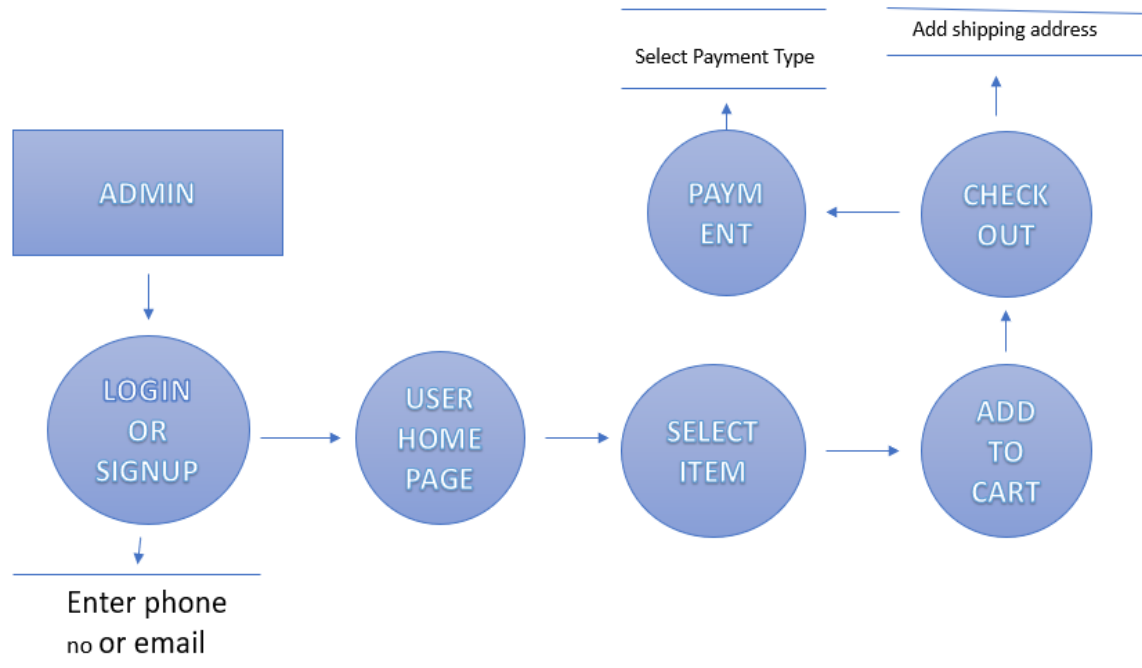 Add shipping address
Select Payment Type
ADMIN
PAYM
ENT
CHECK
OUT
LOGIN
OR
SIGNUP
USER
HOME
PAGE
SELECT
ITEM
ADD
TO
CART
Enter phone
no or email